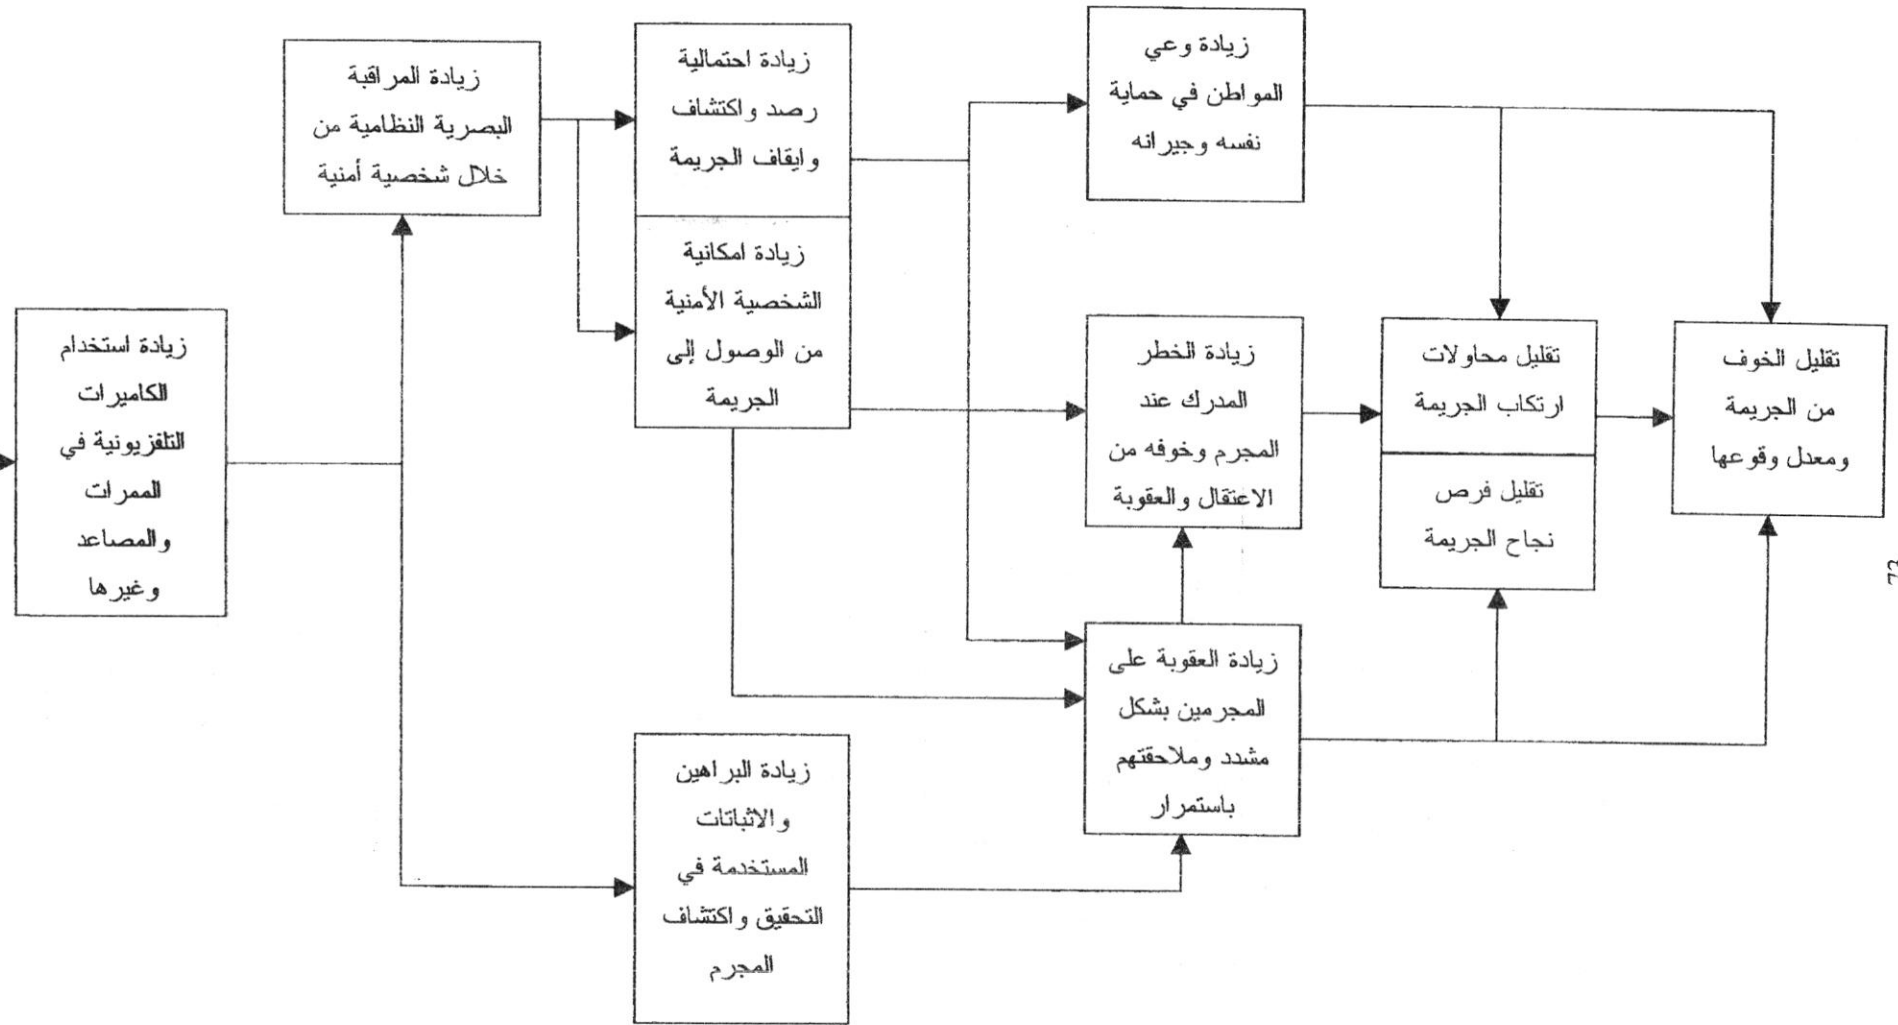 زيادة استخدام
الكاميرات
التلفزيونية في
الممرات
والمصاعد
وغيرها
زيادة المراقبة
البصرية النظامية من
خلال شخصية أمنية
زيادة احتمالية
رصد واكتشاف
وايقاف الجريمة
زيادة امكانية
الشخصية الأمنية
من الوصول إلى
الجريمة
زيادة البراهين
والاثباتات
المستخدمة في
التحقيق واكتشاف
المجرم
زيادة وعي
المواطن في حماية
نفسه وجيرانه
زيادة الخطر
المدرك عند
المجرم وخوفه من
الاعتقال والعقوبة
زيادة العقوبة على
المجرمين بشكل
مشدد وملاحقتهم
باستمرار
تقليل محاولات
ارتكاب الجريمة
تقليل فرص
نجاح الجريمة
تقليل الخوف
من الجريمة
ومعدل وقوعها